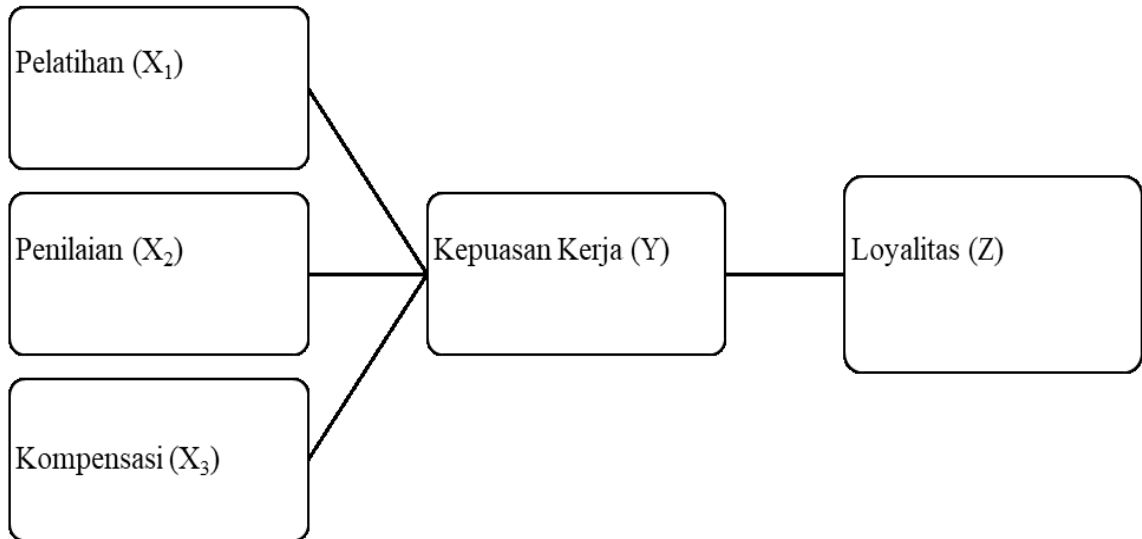 Pelatihan (X₁)
Penilaian (X₂)
Kepuasan Kerja (Y)
Loyalitas (Z)
Kompensasi (X₃)